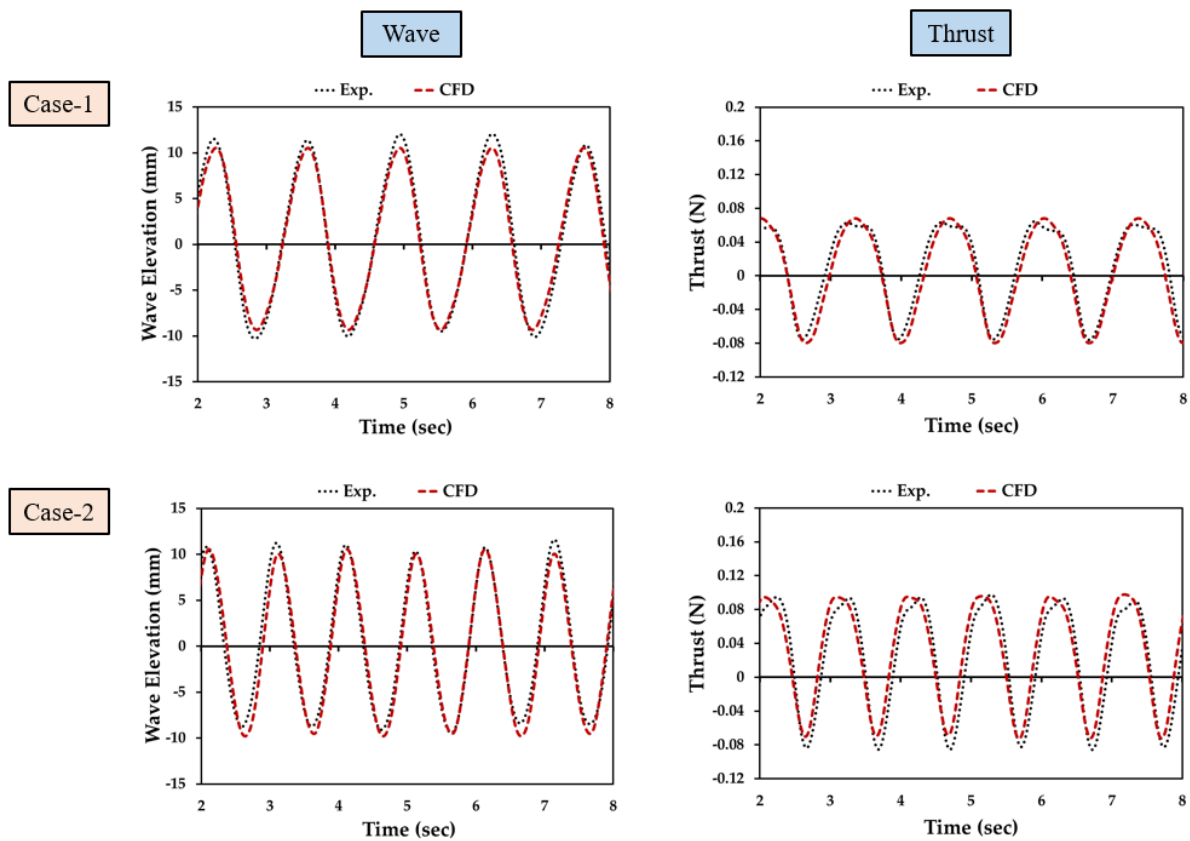 Wave
Thrust
Case-1
Exp. CFD
15
10
5
0
-5
-10
-15
2 3 4 5 6 7 8
Wave Elevation (mm)
Time (sec)
Exp. CFD
0.2
0.16
0.12
0.08
0.04
0
-0.04
-0.08
-0.12
2 3 4 5 6 7 8
Thrust (N)
Time (sec)
Case-2
Exp. CFD
15
10
5
0
-5
-10
-15
2 3 4 5 6 7 8
Wave Elevation (mm)
Time (sec)
Exp. CFD
0.2
0.16
0.12
0.08
0.04
0
-0.04
-0.08
-0.12
2 3 4 5 6 7 8
Thrust (N)
Time (sec)